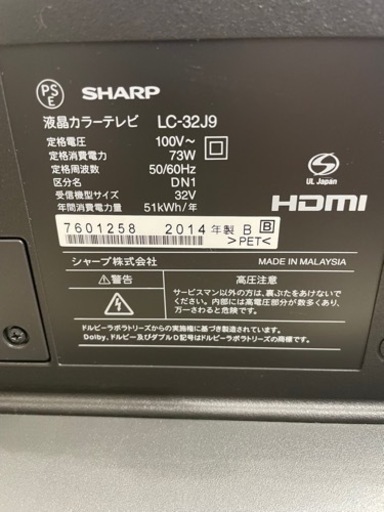 PS
E
SHARP
液晶カラーテレビ LC-32J9
定格電圧 100V~
定格消費電力 73W
定格周波数 50/60Hz
区分名 DN1
受信機型サイズ 32V
年間消費電力量 51kWh/年
UL Japan
HDMI
7601258 2014 年製 B B
>PET<
シャープ株式会社
MADE IN MALAYSIA
⚠警告
高圧注意
サービスマン以外の方は、裏ぶたをあけないでください。内部には高電圧部分が数多くあり、
万一さわると危険です。
ドルビーラボラトリーズからの実施権に基づき製造されています。
Dolby、ドルビー及びダブルD記号はドルビーラボラトリーズの商標です。